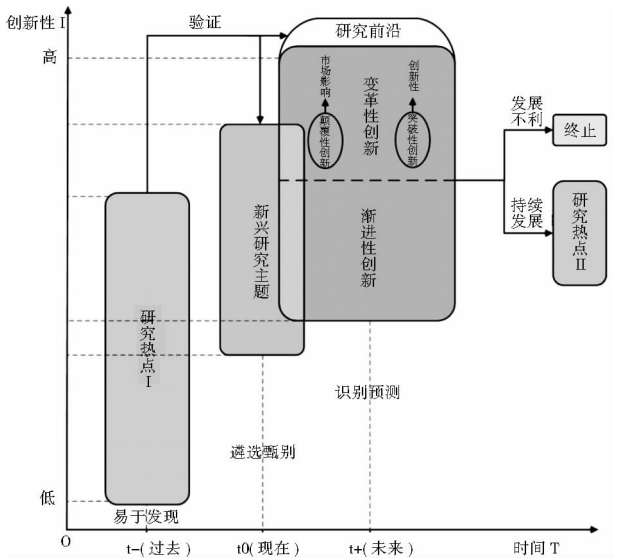 创新性 I
验证
研究前沿
高
市场影响
颠覆性创新
变革性创新
创新性
突破性创新
发展
不利
终止
新兴研究主题
渐进性创新
持续
发展
研究热点Ⅱ
研究热点Ⅰ
识别预测
遴选甄别
低
易于发现
O
t-(过去)
t0(现在)
t+(未来)
时间 T